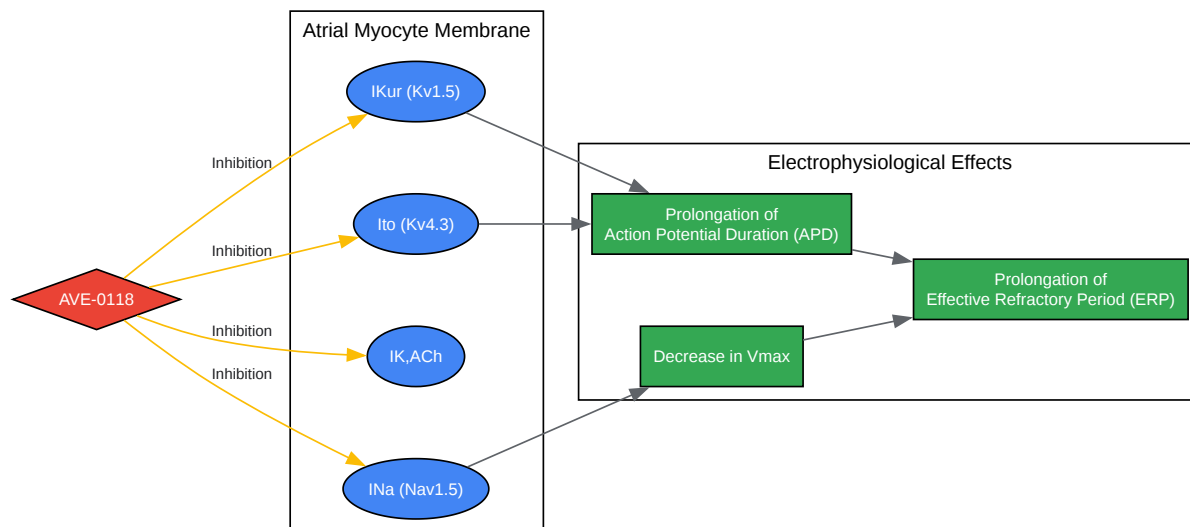 Atrial Myocyte Membrane
IKur (Kv1.5)
Inhibition
Electrophysiological Effects
Ito (Kv4.3)
Prolongation of
Action Potential Duration (APD)
Inhibition
AVE-0118
Prolongation of
Effective Refractory Period (ERP)
Inhibition
IK,ACh
Decrease in Vmax
Inhibition
INa (Nav1.5)